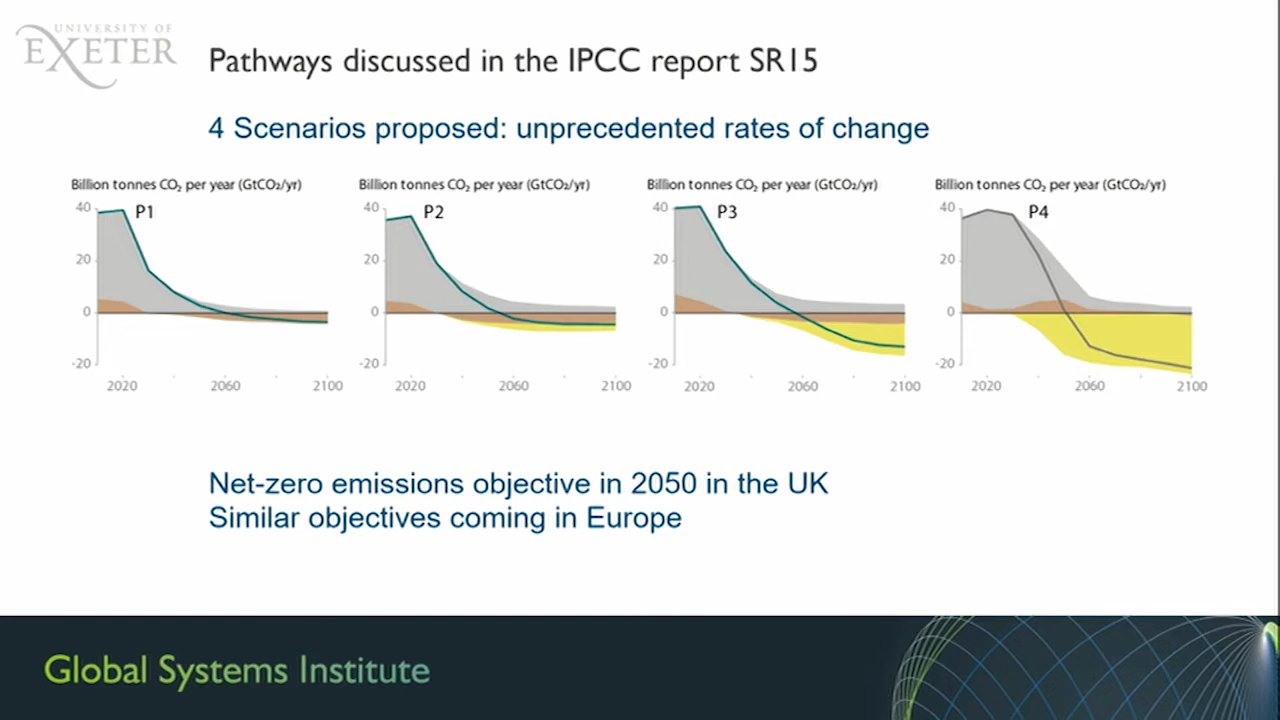 UNIVERSITY OF
EXETER
Pathways discussed in the IPCC report SR15
4 Scenarios proposed: unprecedented rates of change
Billion tonnes CO₂ per year (GtCO₂/yr)
40
P1
20
0
-20
2020
2060
2100
Billion tonnes CO₂ per year (GtCO₂/yr)
40
P2
20
0
-20
2020
2060
2100
Billion tonnes CO₂ per year (GtCO₂/yr)
40
P3
20
0
-20
2020
2060
2100
Billion tonnes CO₂ per year (GtCO₂/yr)
40
P4
20
0
-20
2020
2060
2100
Net-zero emissions objective in 2050 in the UK
Similar objectives coming in Europe
Global Systems Institute